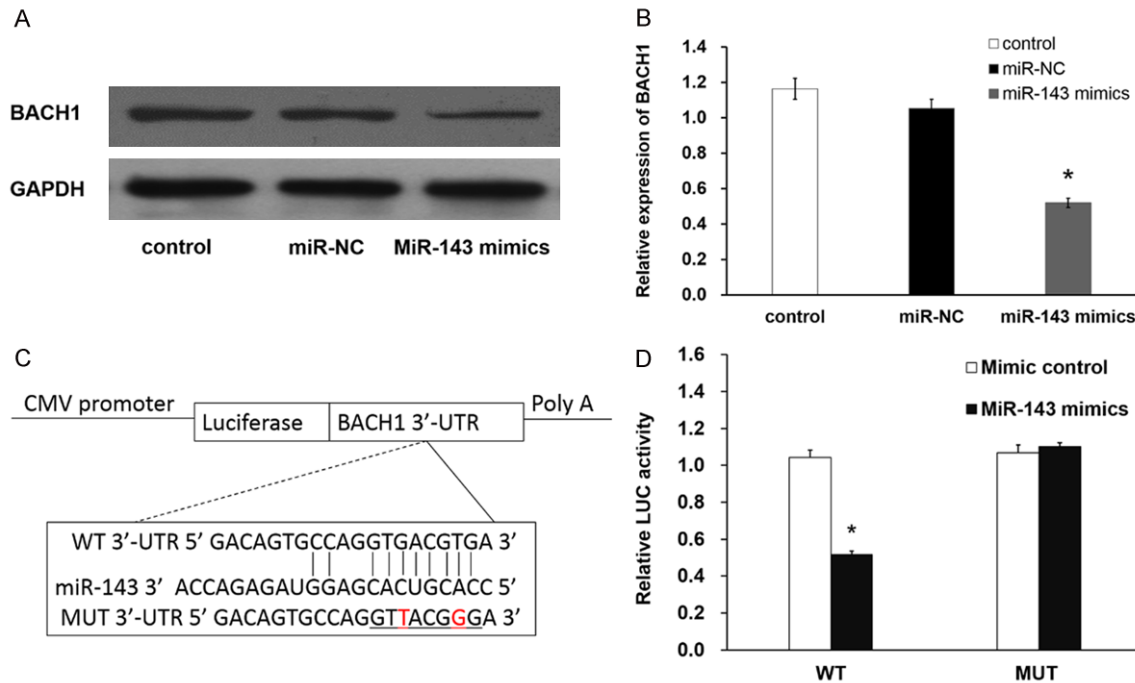 A
BACH1
GAPDH
control miR-NC MiR-143 mimics
B
Relative expression of BACH1
1.4
1.2
1.0
0.8
0.6
0.4
0.2
0.0
control
miR-NC
miR-143 mimics
*
control miR-NC miR-143 mimics
C
CMV promoter
Luciferase
BACH1 3’-UTR
Poly A
WT 3’-UTR 5’ GACAGTGCCAGGTGACGTGA 3’
miR-143 3’ ACCAGAGAUGGAGCACUGCACC 5’
MUT 3’-UTR 5’ GACAGTGCCAGGTTACGGGA 3’
D
Relative LUC activity
1.6
1.4
1.2
1.0
0.8
0.6
0.4
0.2
0.0
Mimic control
MiR-143 mimics
*
WT MUT